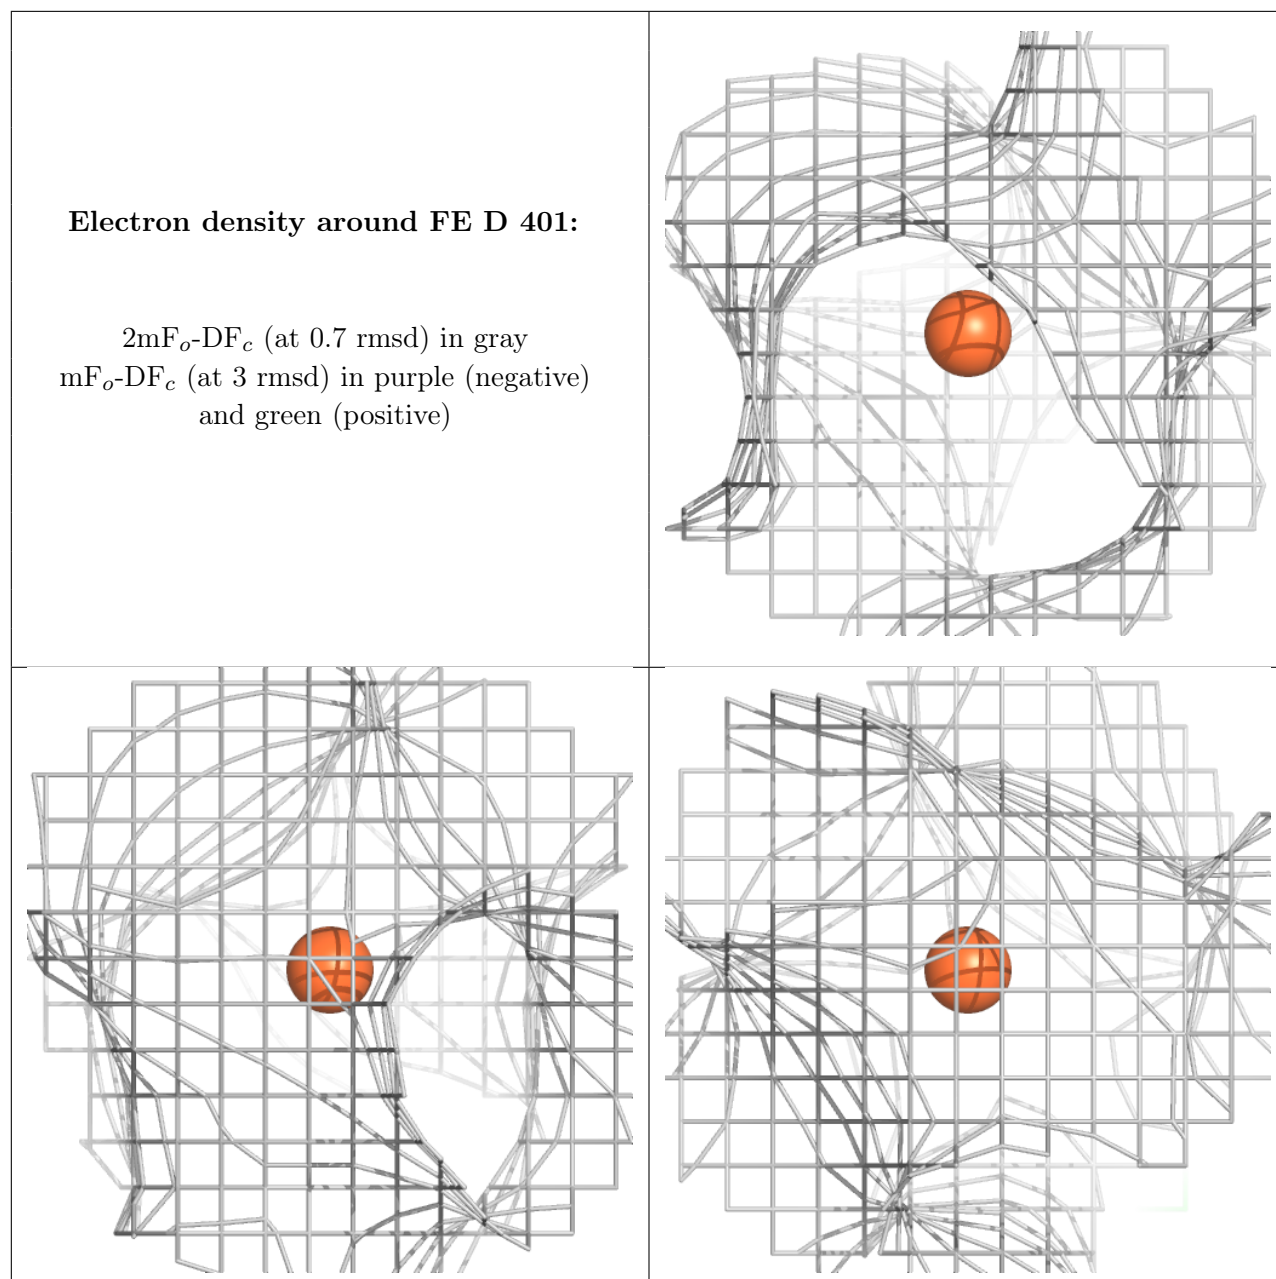 Electron density around FE D 401:
2mFₒ-DF𝒸 (at 0.7 rmsd) in gray
mFₒ-DF𝒸 (at 3 rmsd) in purple (negative)
and green (positive)